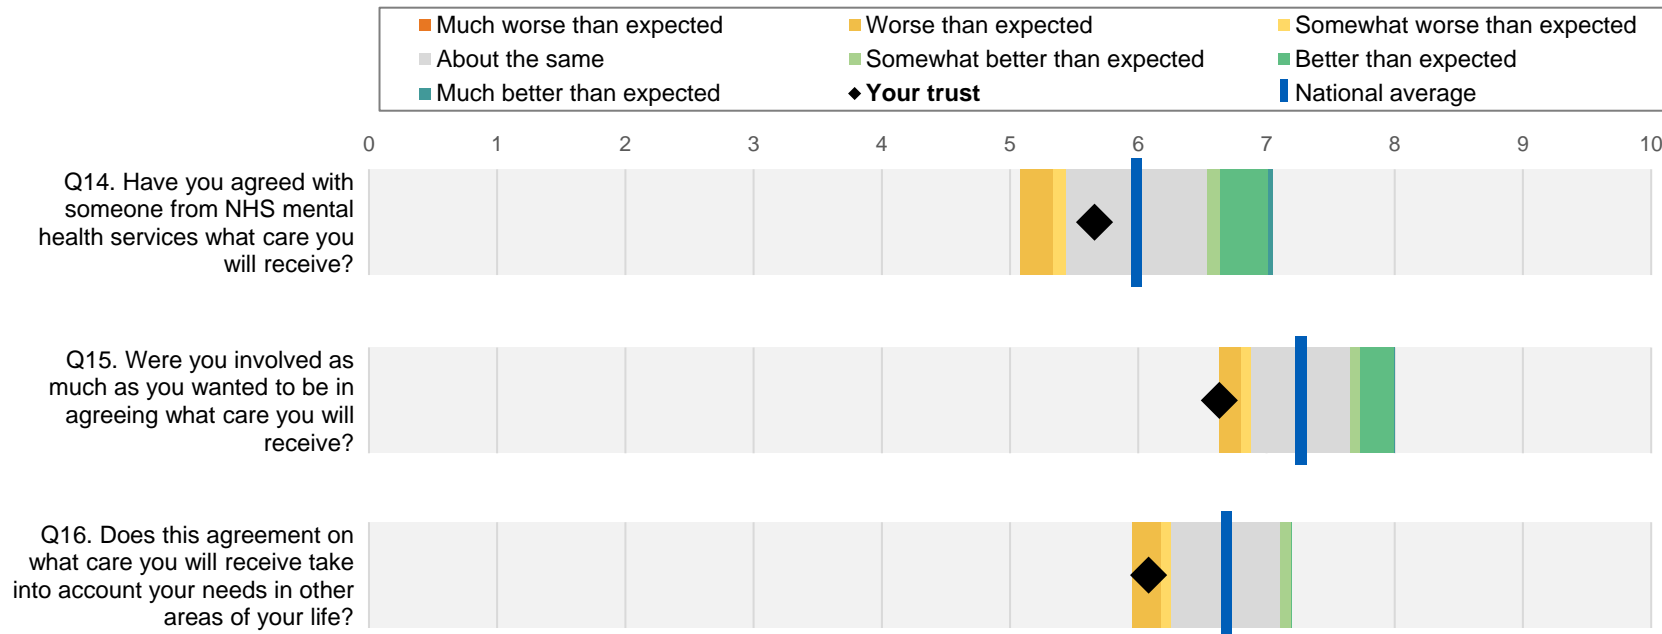 Much worse than expected
Worse than expected
Somewhat worse than expected
About the same
Somewhat better than expected
Better than expected
Much better than expected
Your trust
National average
0 1 2 3 4 5 6 7 8 9 10
Q14. Have you agreed with
someone from NHS mental
health services what care you
will receive?
Q15. Were you involved as
much as you wanted to be in
agreeing what care you will
receive?
Q16. Does this agreement on
what care you will receive take
into account your needs in other
areas of your life?